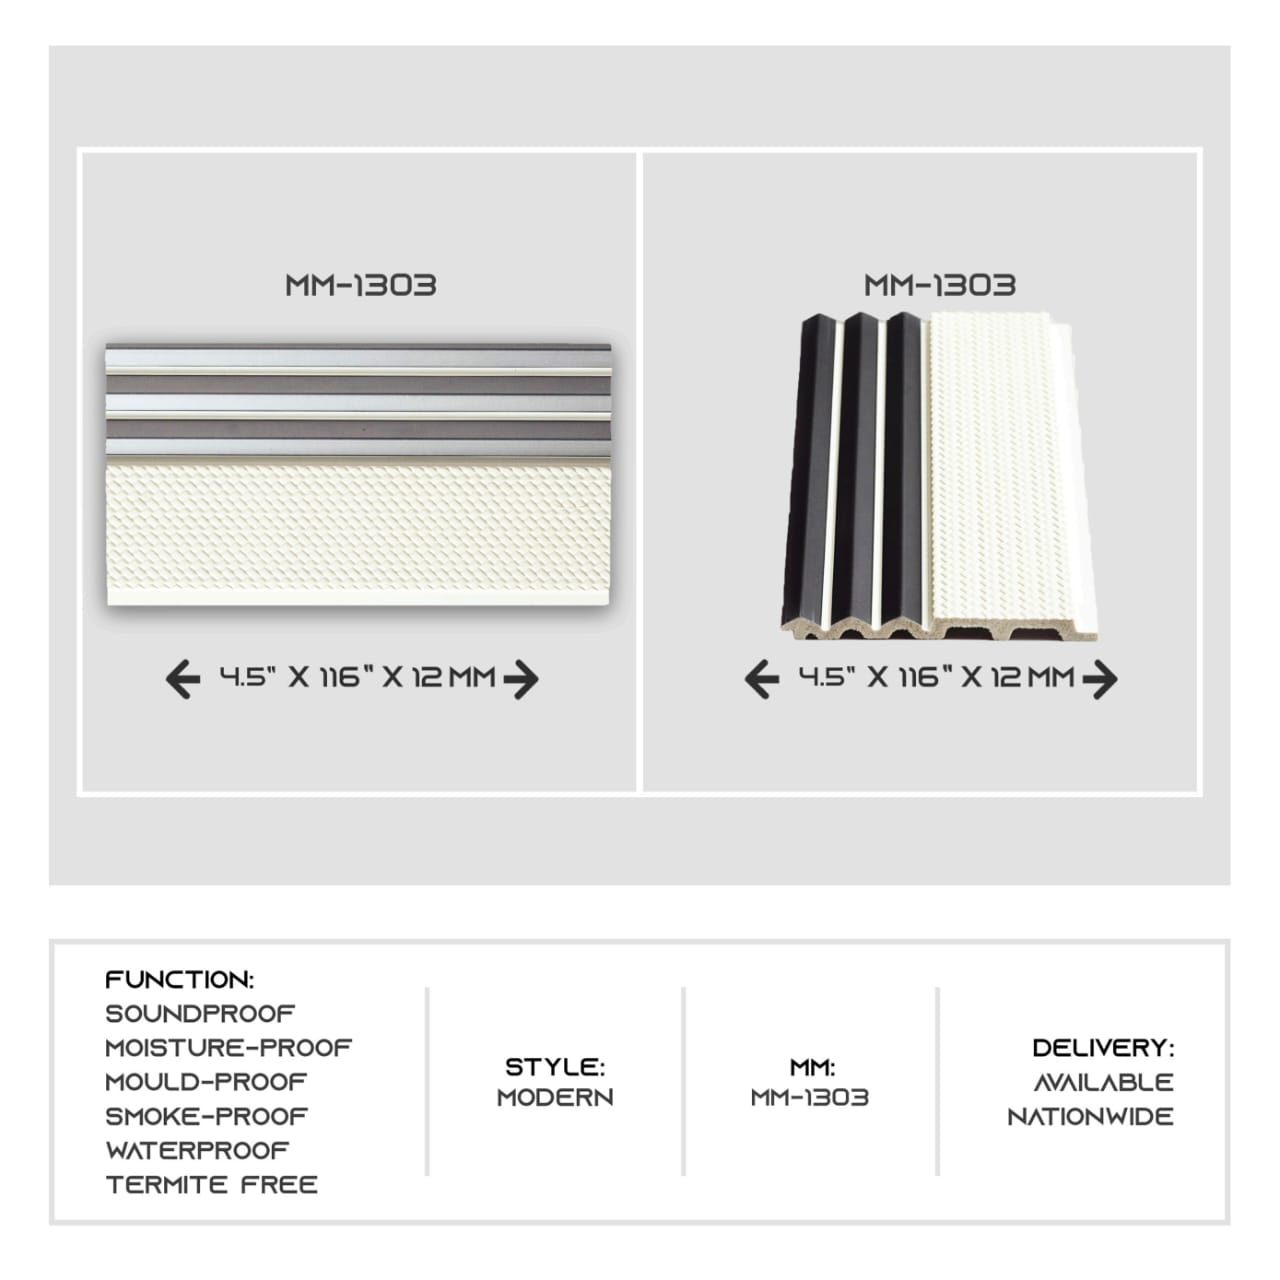 MM-1303
4.5" X 116" X 12 MM
MM-1303
4.5" X 116" X 12 MM
FUNCTION:
SOUNDPROOF
MOISTURE-PROOF
MOULD-PROOF
SMOKE-PROOF
WATERPROOF
TERMITE FREE
STYLE:
MODERN
MM:
MM-1303
DELIVERY:
AVAILABLE
NATIONWIDE